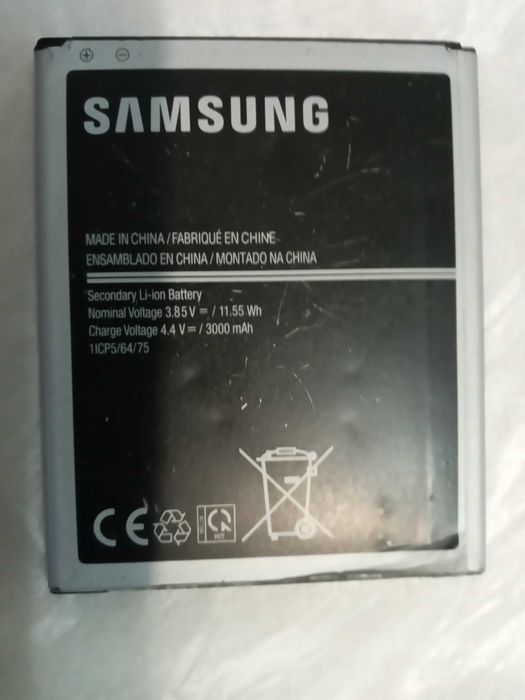 + -
SAMSUNG
MADE IN CHINA / FABRIQUÉ EN CHINE
ENSAMBLADO EN CHINA / MONTADO NA CHINA
Secondary Li-ion Battery
Nominal Voltage 3.85 V ⎓ / 11.55 Wh
Charge Voltage 4.4 V ⎓ / 3000 mAh
1ICP5/64/75
CE